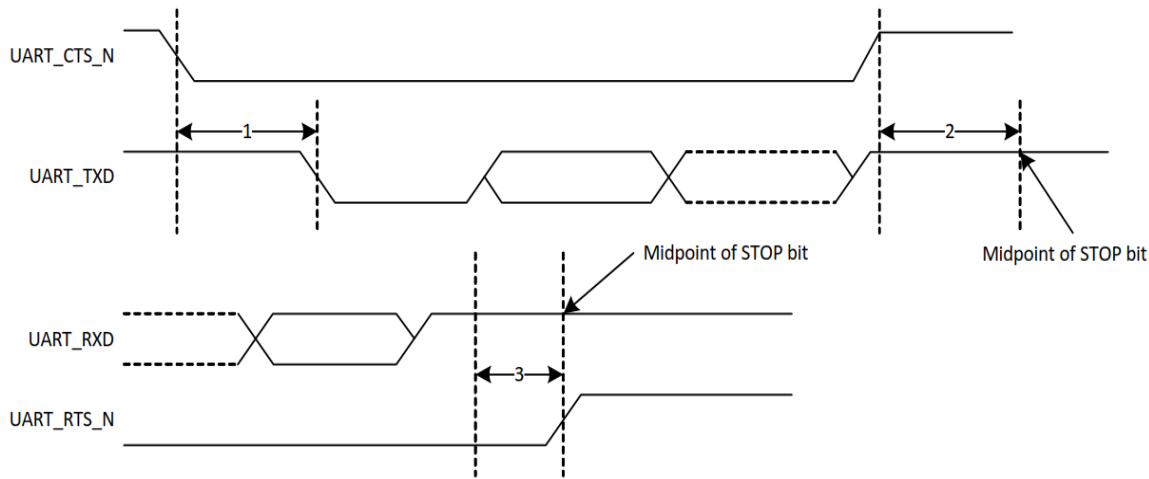 UART_CTS_N
1
2
UART_TXD
Midpoint of STOP bit
Midpoint of STOP bit
UART_RXD
3
UART_RTS_N